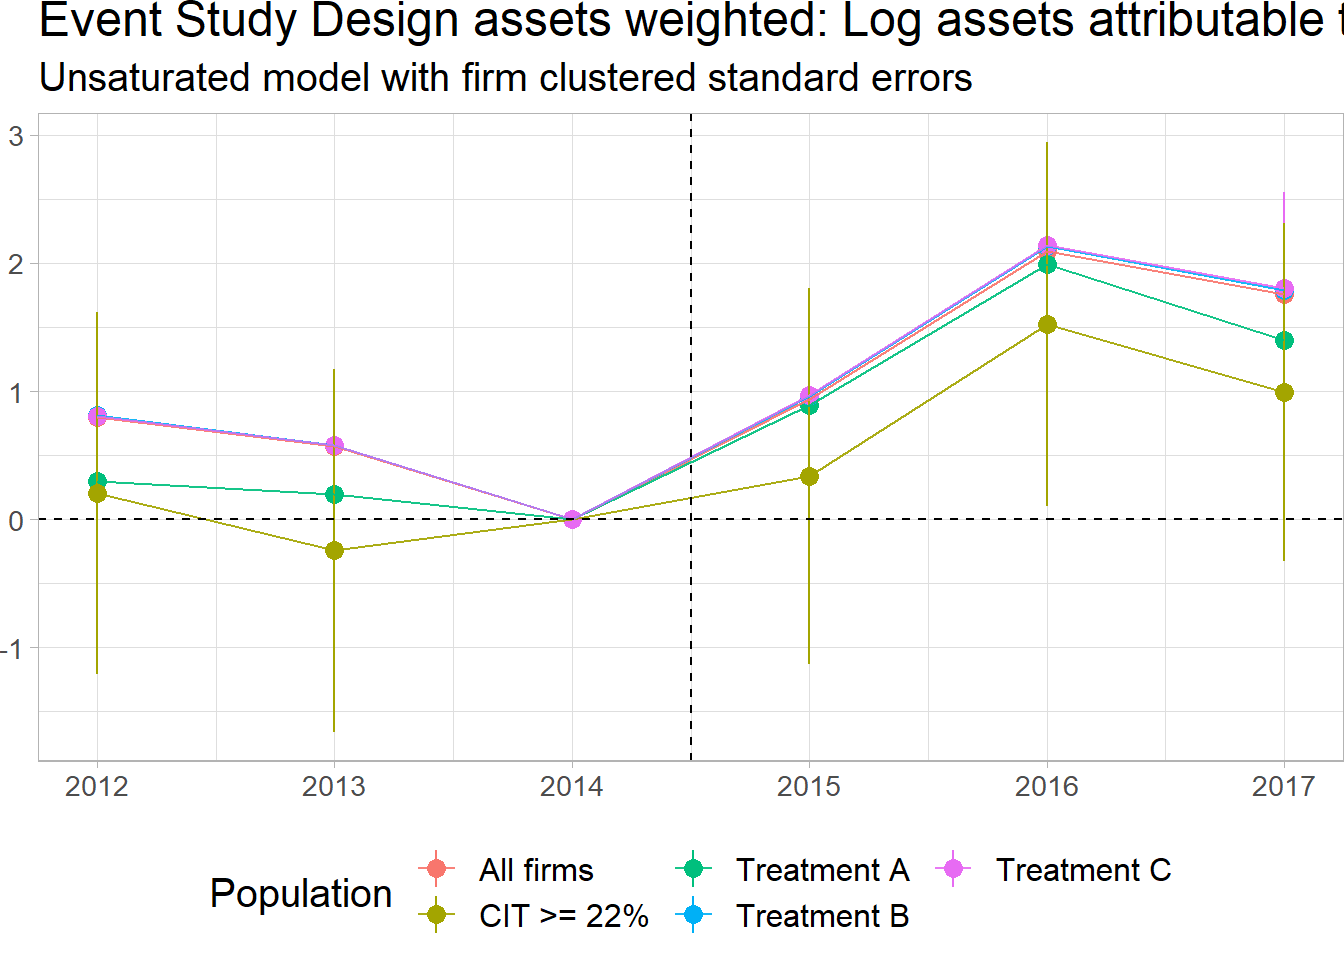 Event Study Design assets weighted: Log assets attributable
Unsaturated model with firm clustered standard errors
3
2
1
0
-1
2012 2013 2014 2015 2016 2017
Population
All firms Treatment A Treatment C
CIT >= 22% Treatment B